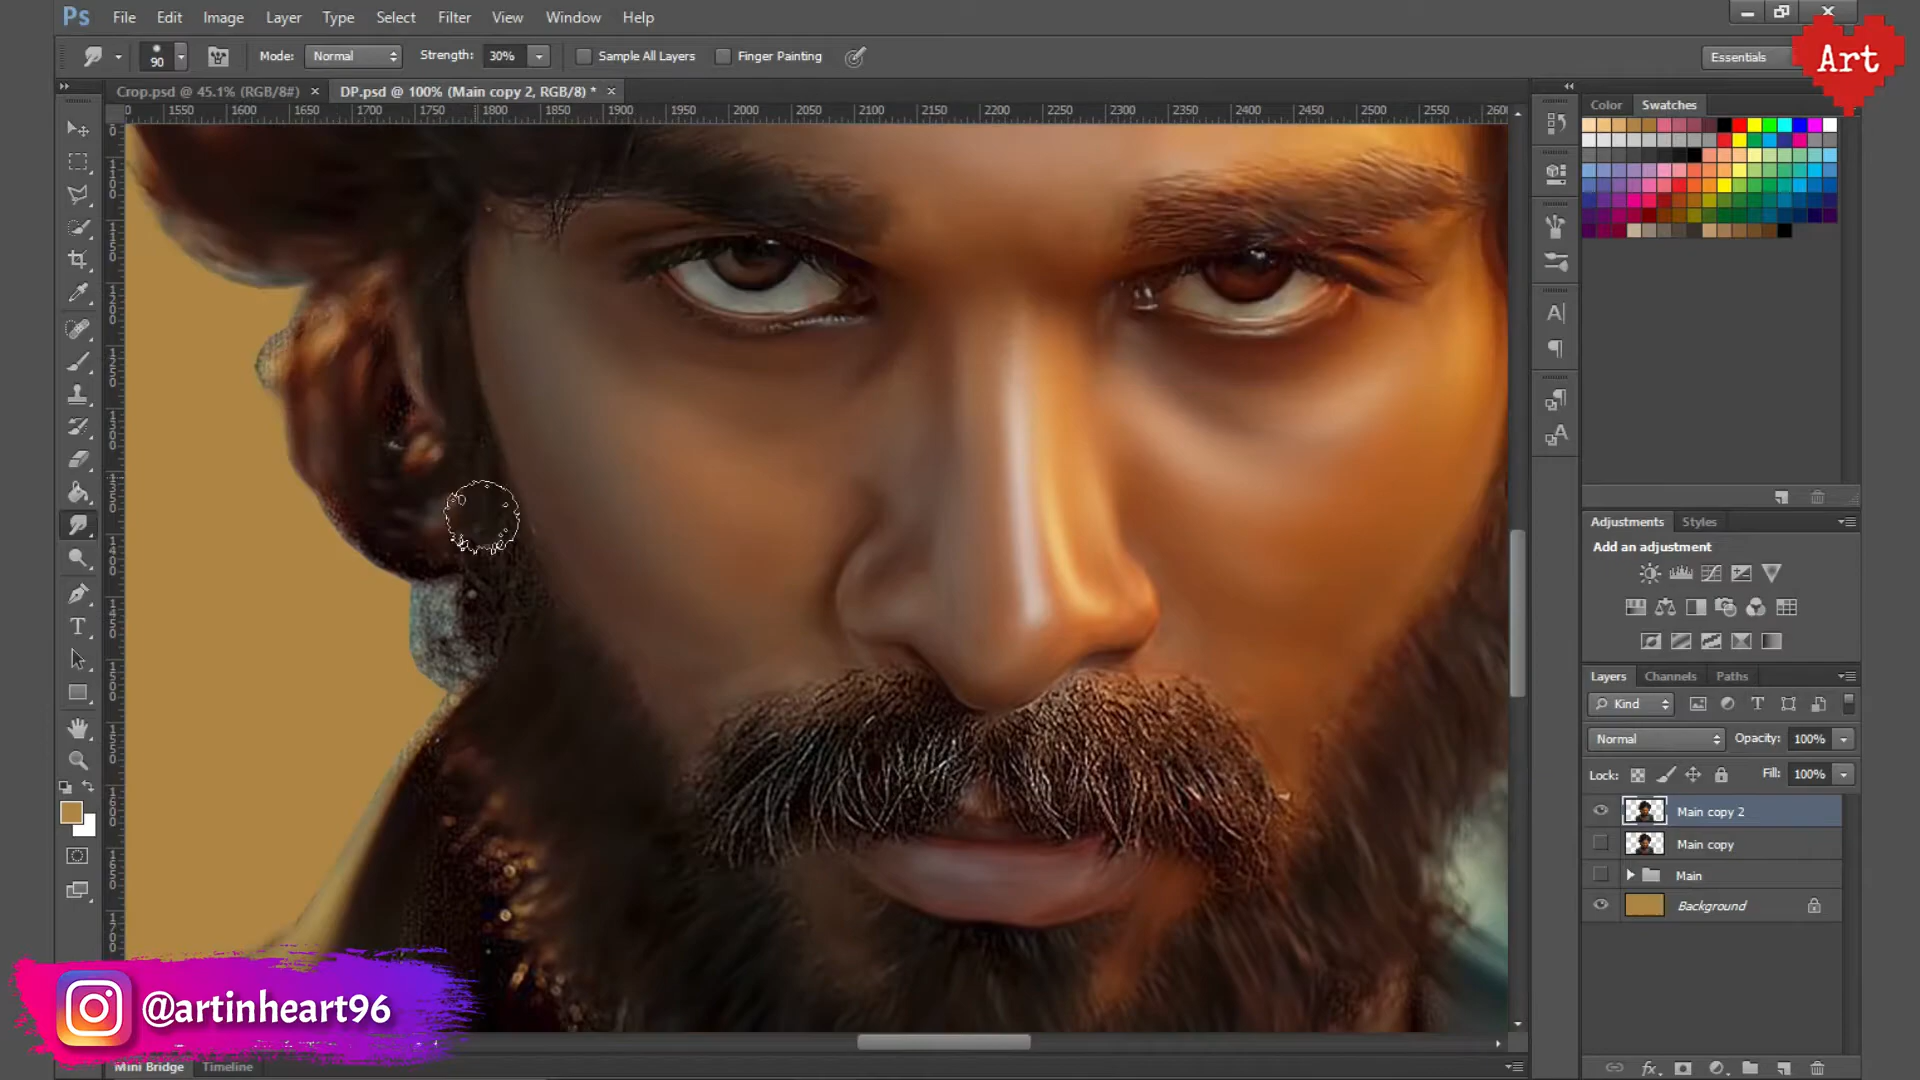 Ps File Edit Image Layer Type Select Filter View Window Help
90 Mode: Normal Strength: 30% Sample All Layers Finger Painting Essentials
Art
Crop.psd @ 45.1% (RGB/8#) × DP.psd @ 100% (Main copy 2, RGB/8) * ×
1550 1600 1650 1700 1750 1800 1850 1900 1950 2000 2050 2100 2150 2200 2250 2300 2350 2400 2450 2500 2550
Color Swatches
Adjustments Styles
Add an adjustment
Layers Channels Paths
Kind
Normal Opacity: 100%
Lock: Fill: 100%
Main copy 2
Main copy
Main
Background
@artinheart96
Mini Bridge Timeline